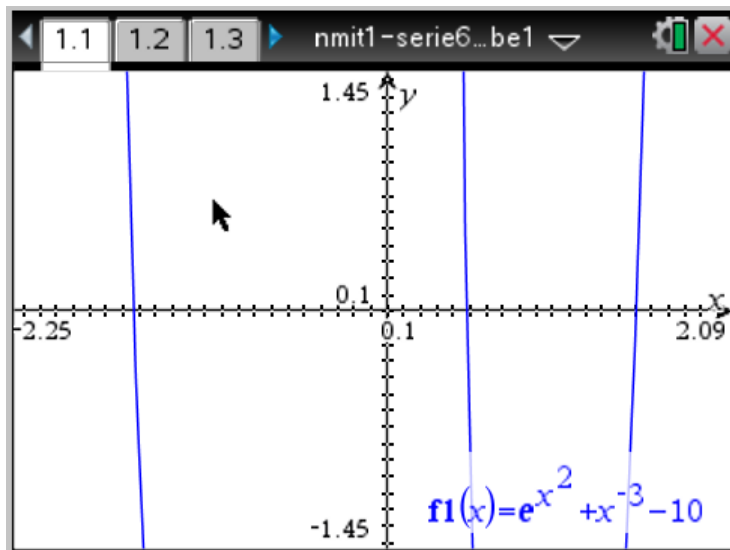 1.1 1.2 1.3 nmit1-serie6...be1
1.45 y
0.1 x
-2.25 0.1 2.09
f1(x)=e^x^2+x^-3-10
-1.45